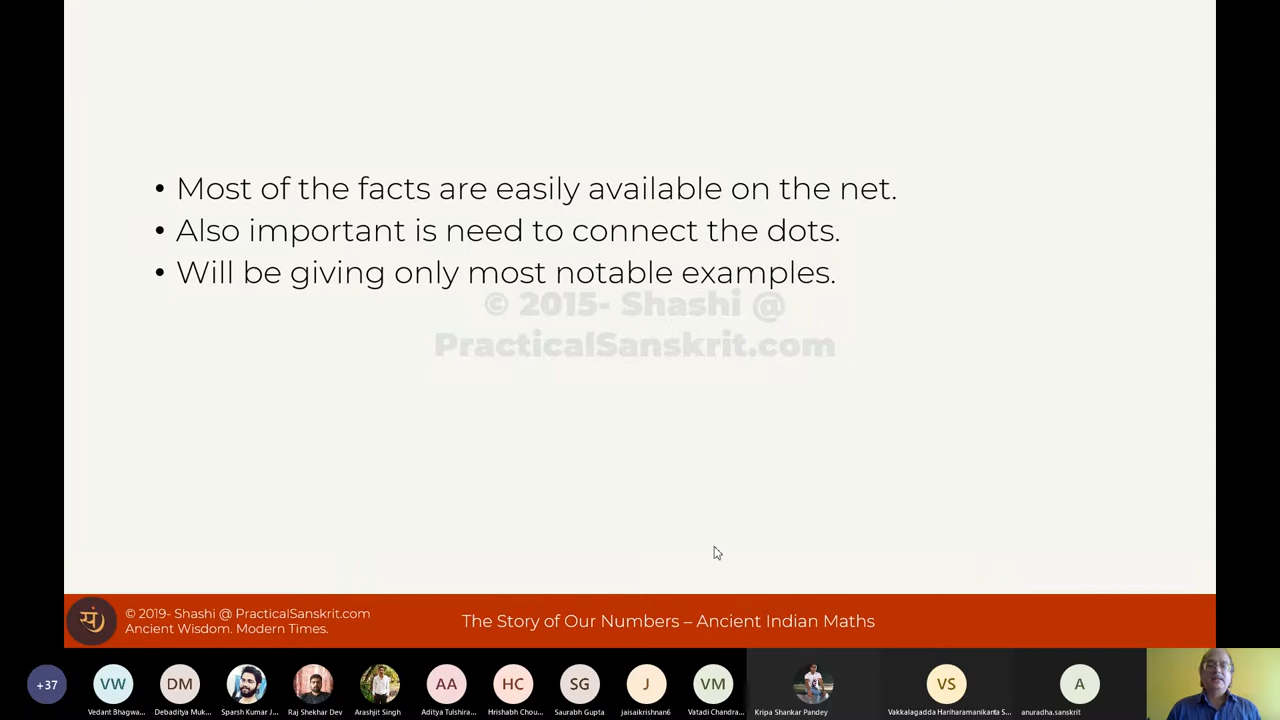 • Most of the facts are easily available on the net.
• Also important is need to connect the dots.
• Will be giving only most notable examples.
© 2015- Shashi @
PracticalSanskrit.com
सं
© 2019- Shashi @ PracticalSanskrit.com
Ancient Wisdom. Modern Times.
The Story of Our Numbers – Ancient Indian Maths
+37
VW
DM
AA
HC
SG
J
VM
VS
A
Vedant Bhagwa...
Debaditya Muk...
Sparsh Kumar J...
Raj Shekhar Dev
Arashjit Singh
Aditya Tulshira...
Hrishabh Chou...
Saurabh Gupta
jaisaikrishnan6
Vatadi Chandra...
Kripa Shankar Pandey
Vakkalagadda Hariharamanikanta S...
anuradha.sanskrit